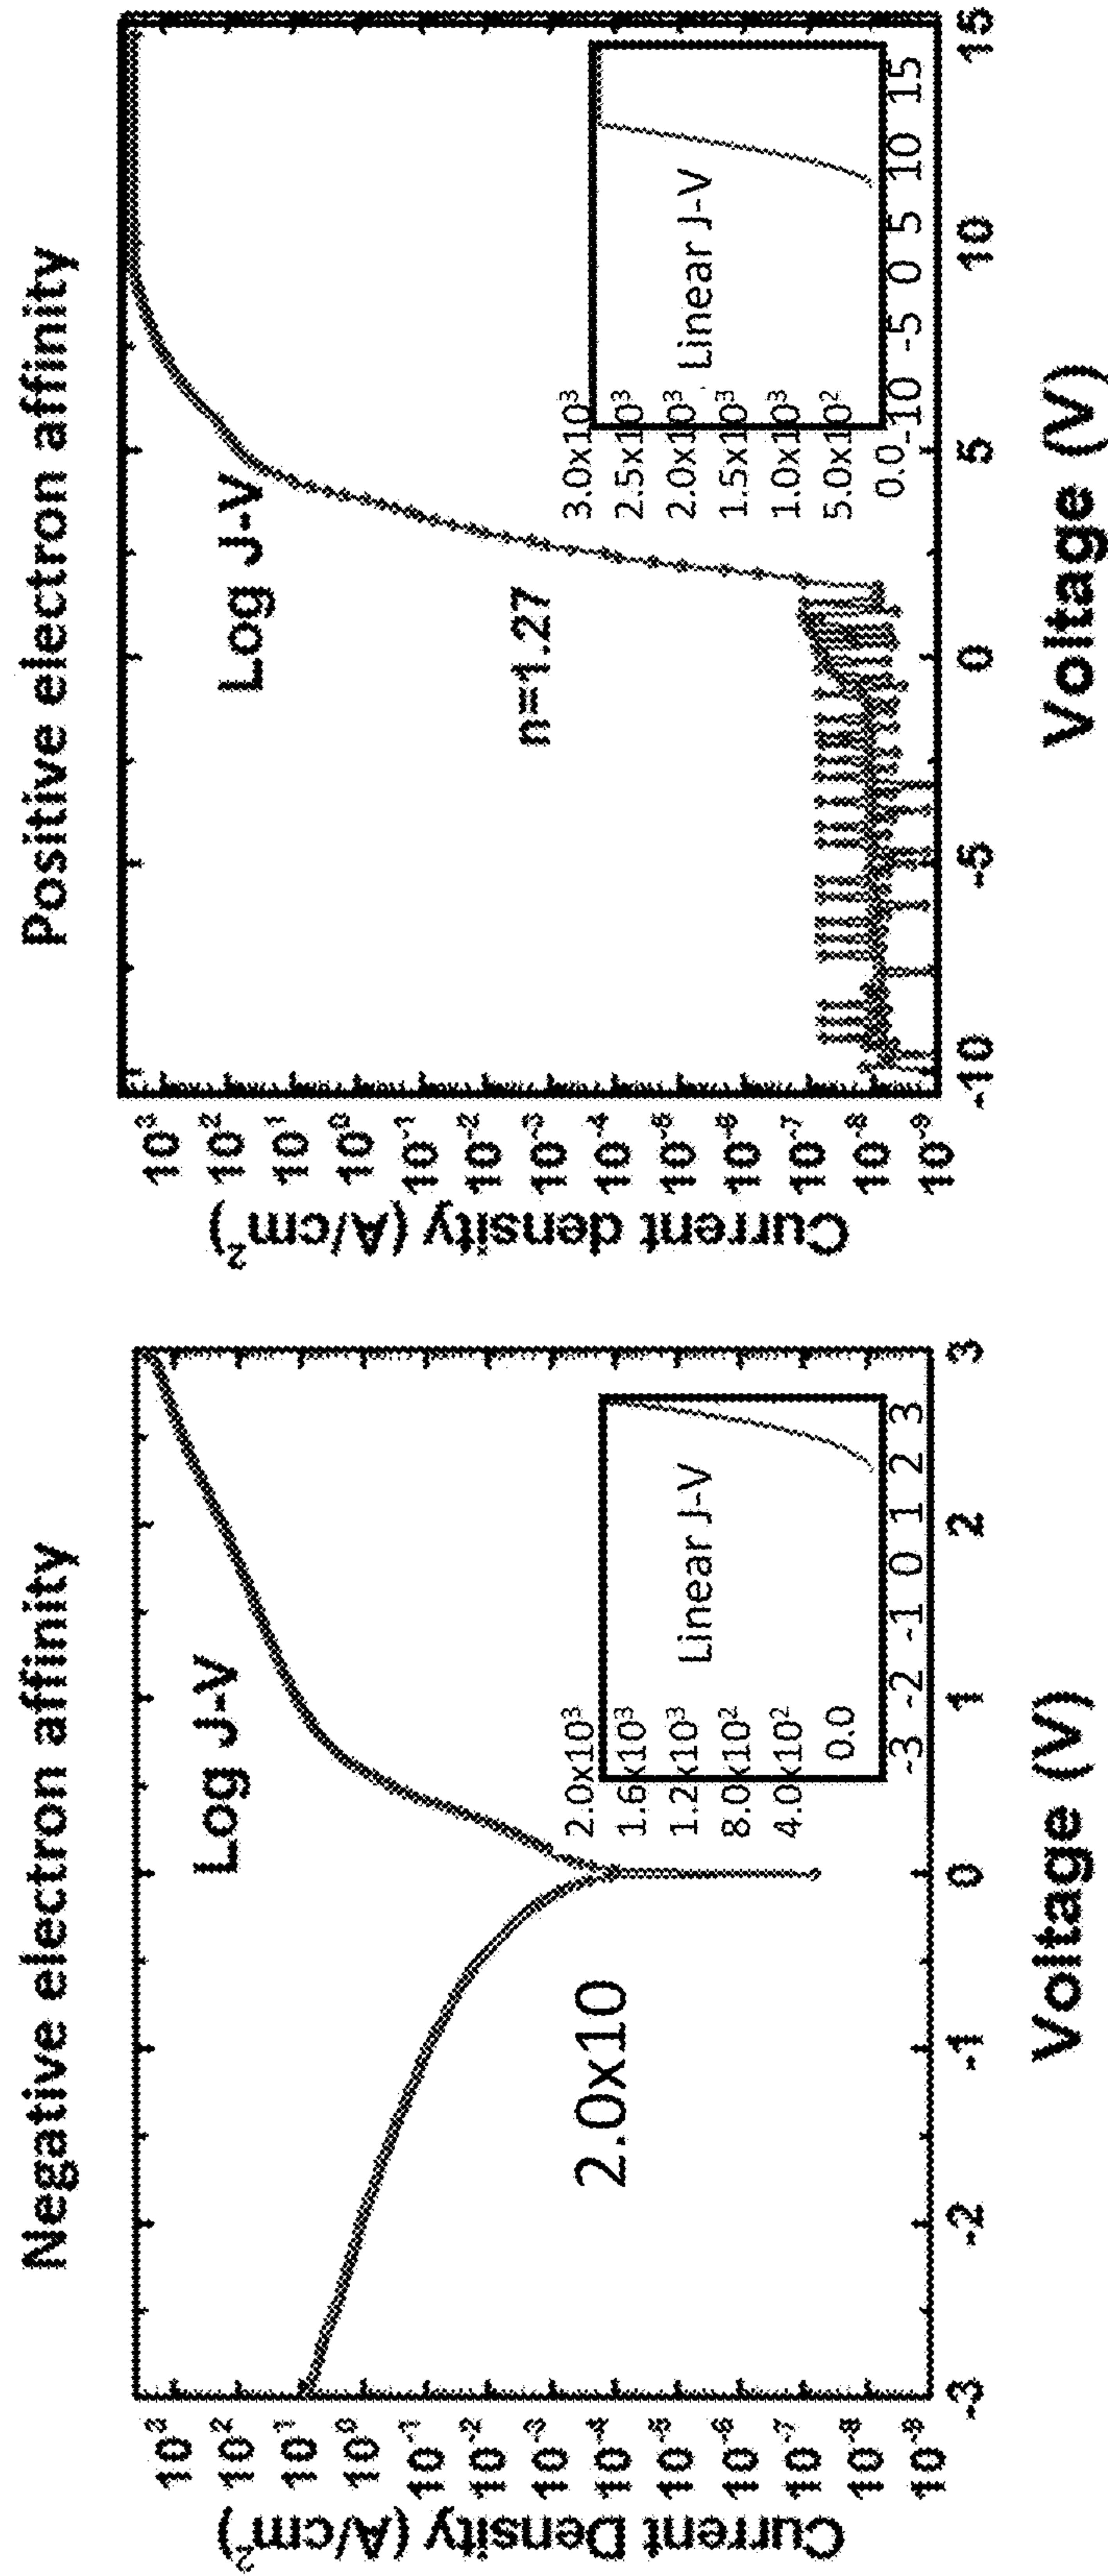 Negative electron affinity
Current Density (A/cm²)
10³
10²
10¹
10⁰
10⁻¹
10⁻²
10⁻³
10⁻⁴
10⁻⁵
10⁻⁶
10⁻⁷
10⁻⁸
10⁻⁹
Log J-V
2.0x10
2.0x10³
1.6x10³
1.2x10³
8.0x10²
4.0x10²
0.0
Linear J-V
-3 -2 -1 0 1 2 3
-3 -2 -1 0 1 2 3
Voltage (V)
Positive electron affinity
Current density (A/cm²)
10³
10²
10¹
10⁰
10⁻¹
10⁻²
10⁻³
10⁻⁴
10⁻⁵
10⁻⁶
10⁻⁷
10⁻⁸
10⁻⁹
Log J-V
n=1.27
3.0x10³
2.5x10³
2.0x10³
1.5x10³
1.0x10³
5.0x10²
0.0
Linear J-V
-10 -5 0 5 10 15
-10 -5 0 5 10 15
Voltage (V)